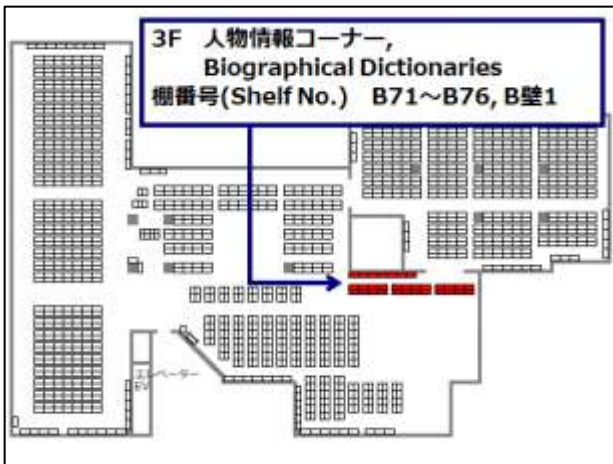 3F 人物情報コーナー,
Biographical Dictionaries
棚番号(Shelf No.) B71～B76, B壁1
エレベーター
EV